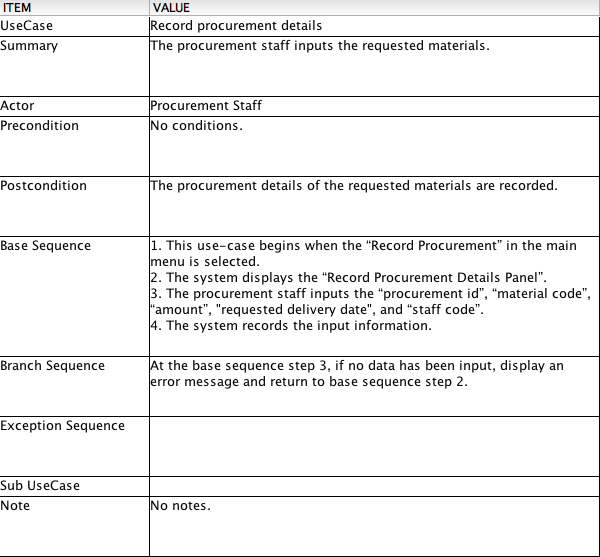 ITEM VALUE
UseCase Record procurement details
Summary The procurement staff inputs the requested materials.
Actor Procurement Staff
Precondition No conditions.
Postcondition The procurement details of the requested materials are recorded.
Base Sequence 1. This use-case begins when the “Record Procurement” in the main
menu is selected.
2. The system displays the “Record Procurement Details Panel”.
3. The procurement staff inputs the “procurement id”, “material code”,
“amount”, "requested delivery date", and “staff code”.
4. The system records the input information.
Branch Sequence At the base sequence step 3, if no data has been input, display an
error message and return to base sequence step 2.
Exception Sequence
Sub UseCase
Note No notes.